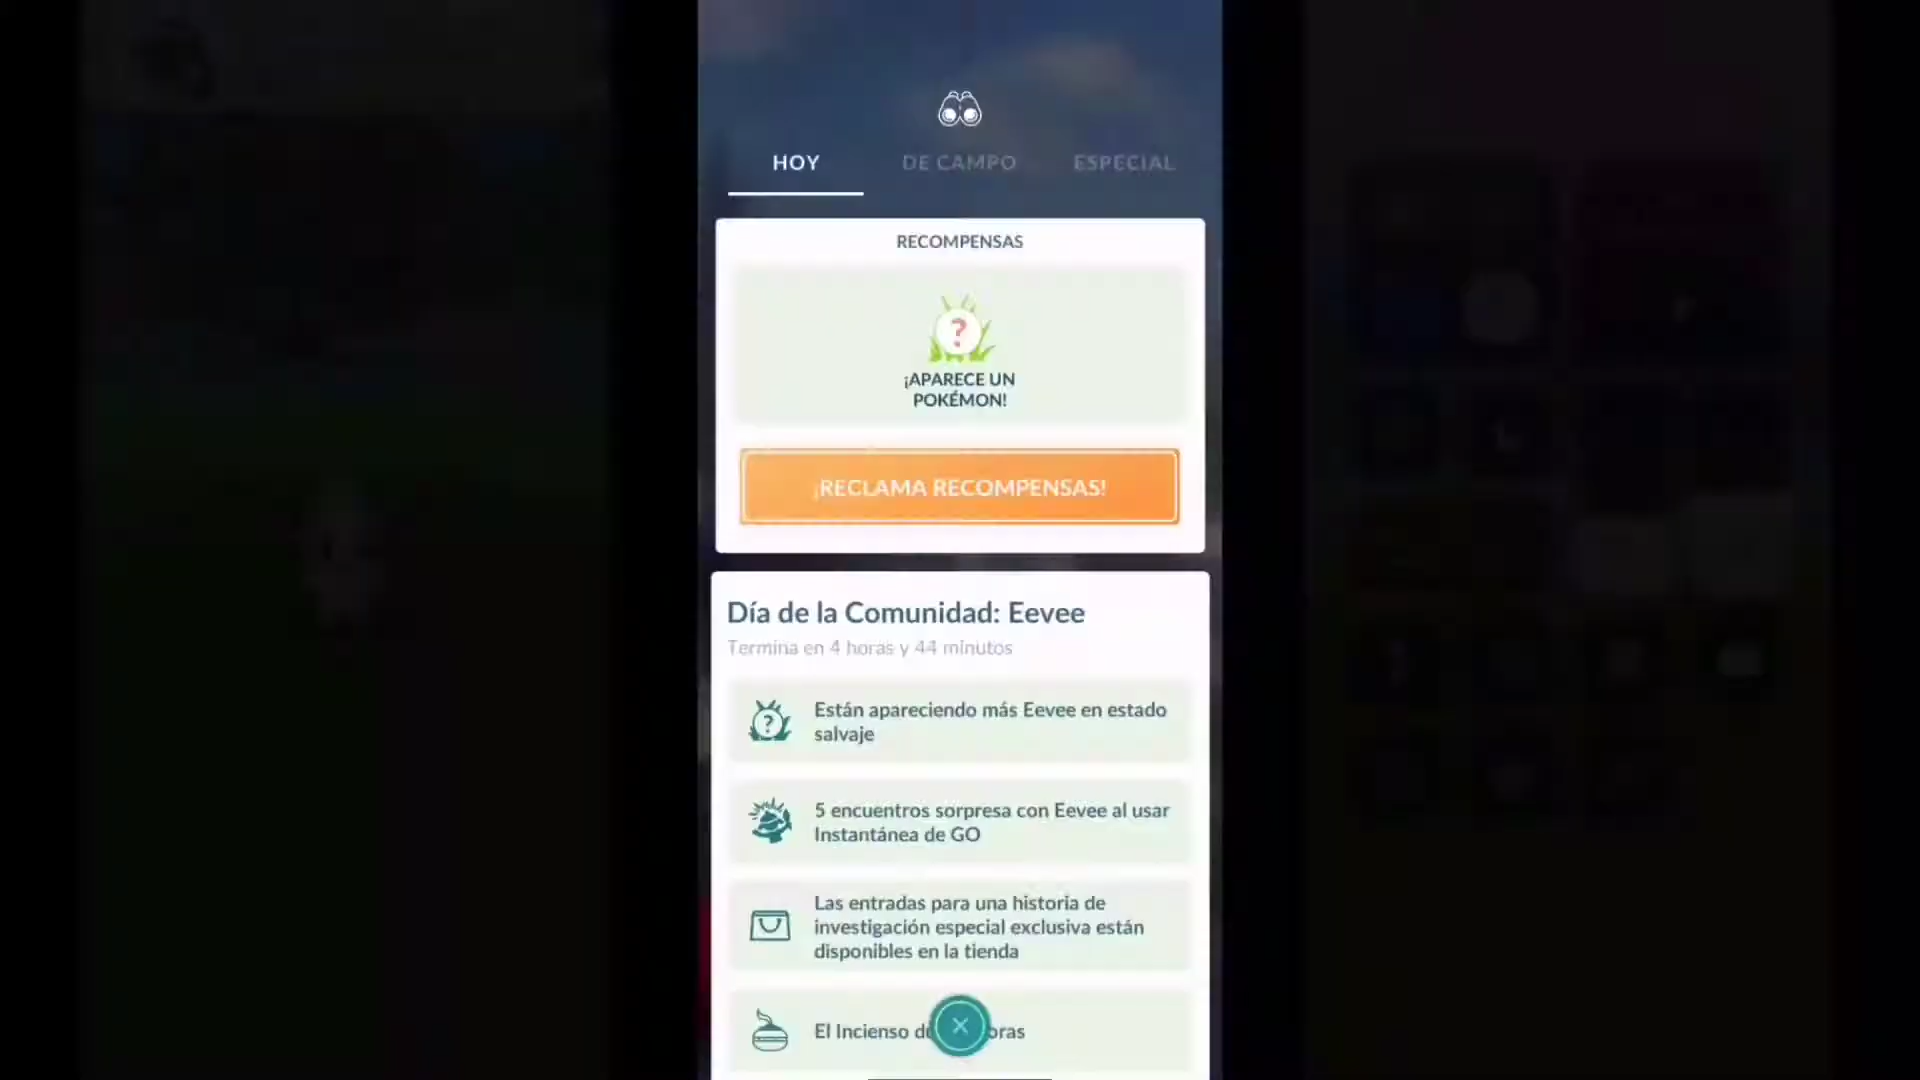 HOY
DE CAMPO
ESPECIAL
RECOMPENSAS
?
¡APARECE UN
POKÉMON!
¡RECLAMA RECOMPENSAS!
Día de la Comunidad: Eevee
Termina en 4 horas y 44 minutos
?
Están apareciendo más Eevee en estado
salvaje
5 encuentros sorpresa con Eevee al usar
Instantánea de GO
Las entradas para una historia de
investigación especial exclusiva están
disponibles en la tienda
El Incienso